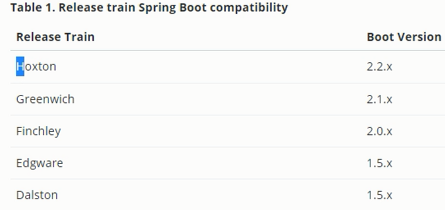 Table 1. Release train Spring Boot compatibility
Release Train Boot Version
Hoxton 2.2.x
Greenwich 2.1.x
Finchley 2.0.x
Edgware 1.5.x
Dalston 1.5.x